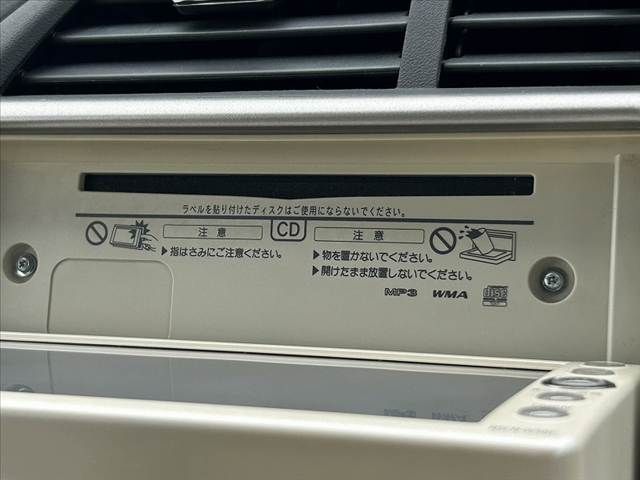 ラベルを貼り付けたディスクはご使用にならないでください。
注意
CD
注意
▶指はさみにご注意ください。
▶物を置かないでください。
▶開けたまま放置しないでください。
MP3 WMA disc